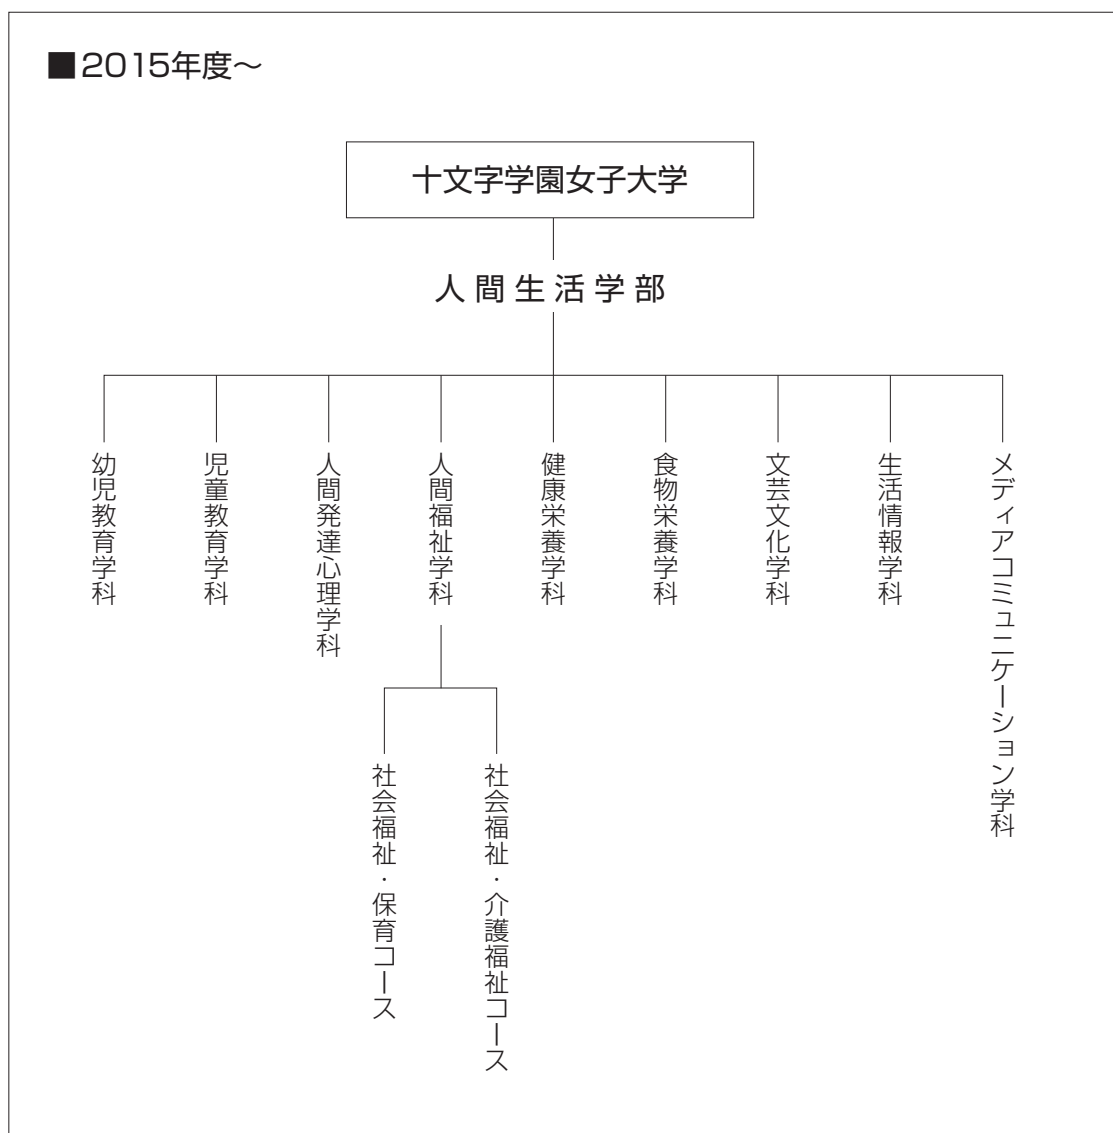 ■2015年度～
十文字学園女子大学
人間生活学部
幼児教育学科
児童教育学科
人間発達心理学科
人間福祉学科
健康栄養学科
食物栄養学科
文芸文化学科
生活情報学科
メディアコミュニケーション学科
社会福祉・保育コース
社会福祉・介護福祉コース